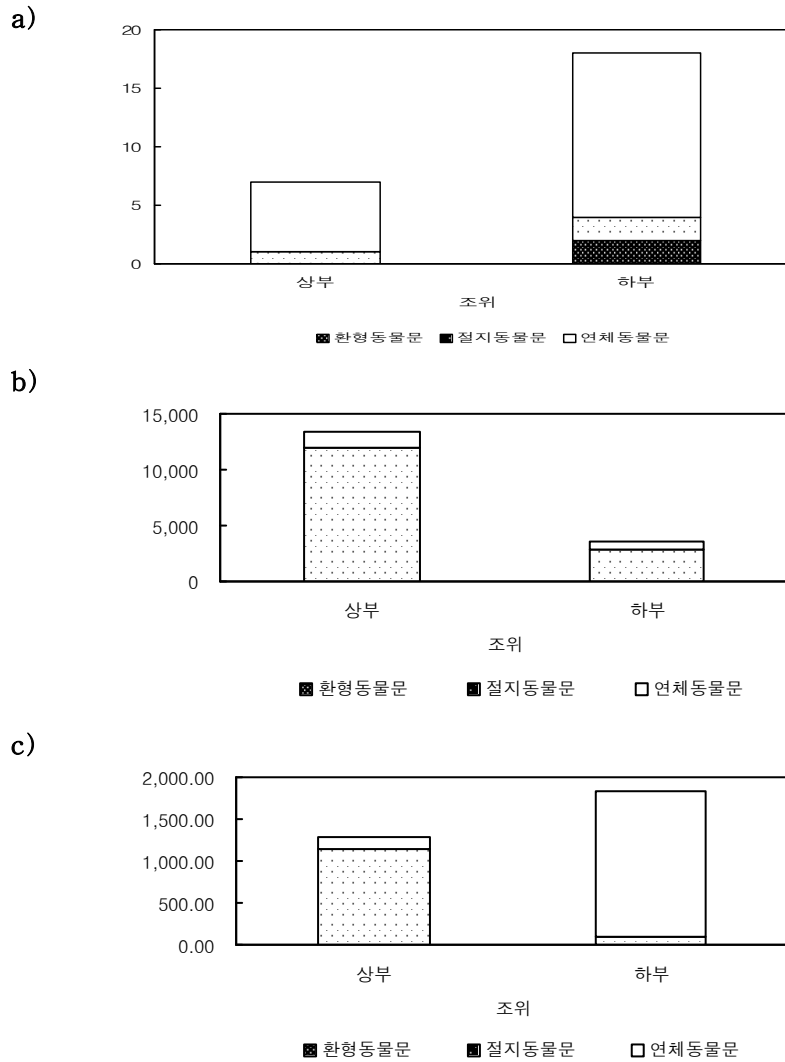 a)
20
15
10
5
0
상부 하부
조위
환형동물문 절지동물문 연체동물문
b)
15,000
10,000
5,000
0
상부 하부
조위
환형동물문 절지동물문 연체동물문
c)
2,000.00
1,500.00
1,000.00
500.00
0.00
상부 하부
조위
환형동물문 절지동물문 연체동물문